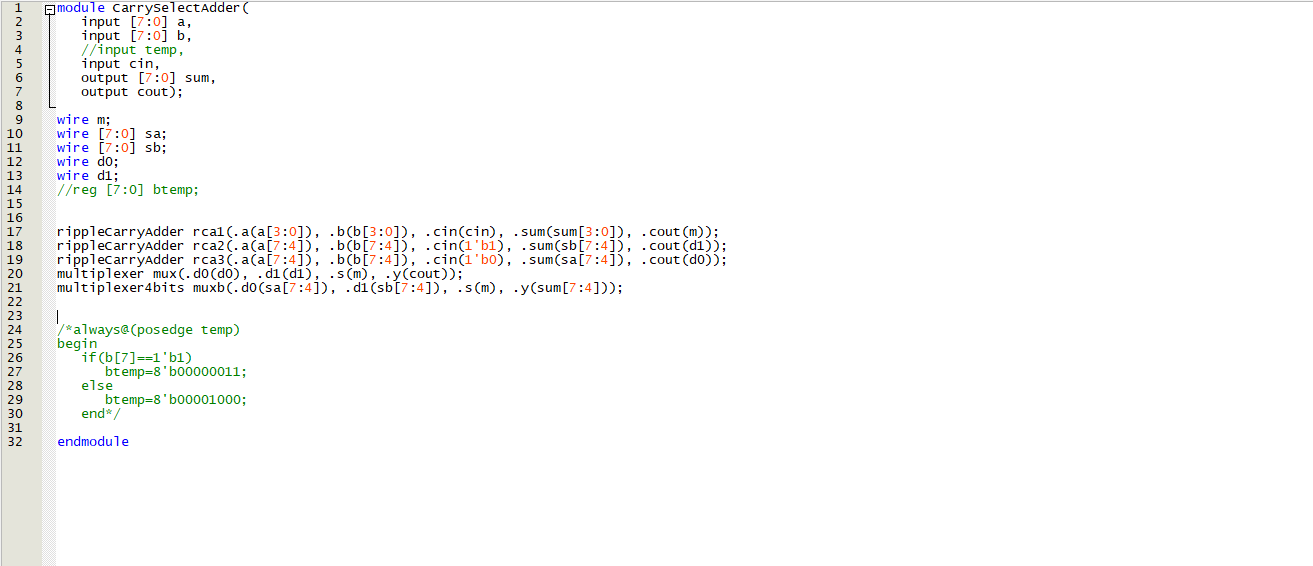 1 module CarrySelectAdder(
2 input [7:0] a,
3 input [7:0] b,
4 //input temp,
5 input cin,
6 output [7:0] sum,
7 output cout);
8
9 wire m;
10 wire [7:0] sa;
11 wire [7:0] sb;
12 wire d0;
13 wire d1;
14 //reg [7:0] btemp;
15
16
17 rippleCarryAdder rca1(.a(a[3:0]), .b(b[3:0]), .cin(cin), .sum(sum[3:0]), .cout(m));
18 rippleCarryAdder rca2(.a(a[7:4]), .b(b[7:4]), .cin(1'b1), .sum(sb[7:4]), .cout(d1));
19 rippleCarryAdder rca3(.a(a[7:4]), .b(b[7:4]), .cin(1'b0), .sum(sa[7:4]), .cout(d0));
20 multiplexer mux(.d0(d0), .d1(d1), .s(m), .y(cout));
21 multiplexer4bits muxb(.d0(sa[7:4]), .d1(sb[7:4]), .s(m), .y(sum[7:4]));
22
23
24 /*always@(posedge temp)
25 begin
26 if(b[7]==1'b1)
27 btemp=8'b00000011;
28 else
29 btemp=8'b00001000;
30 end*/
31
32 endmodule